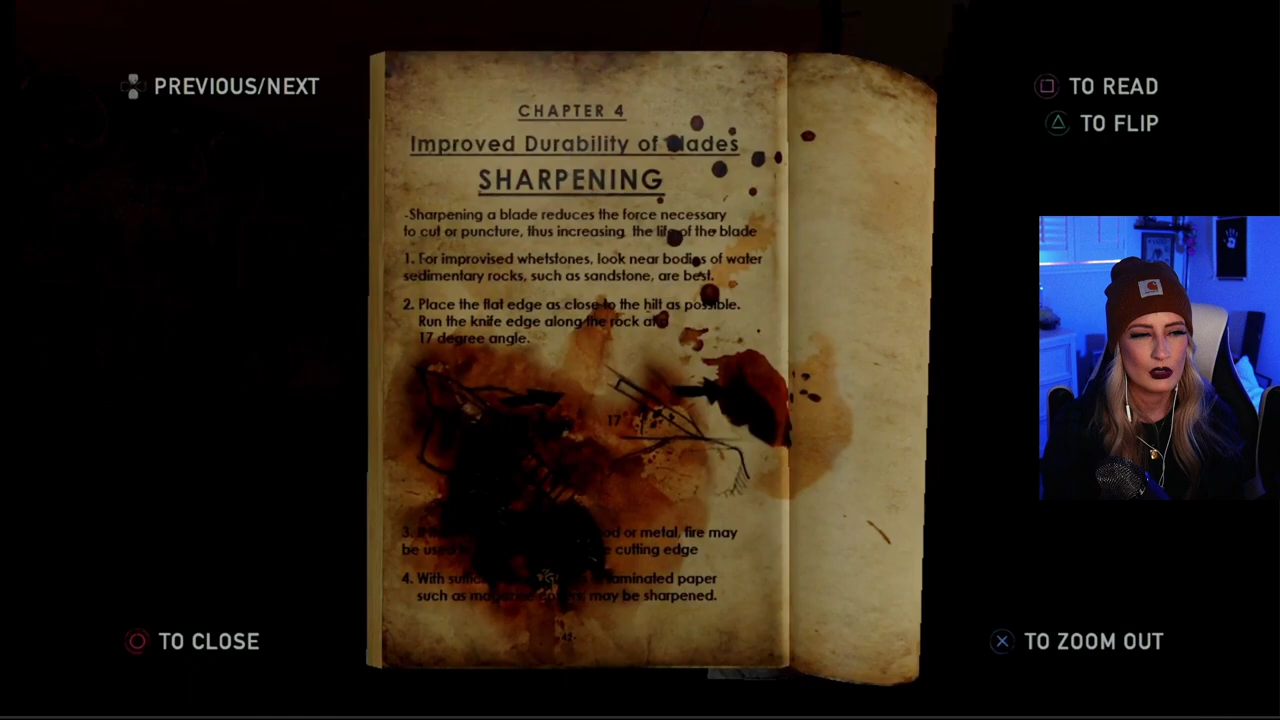 PREVIOUS/NEXT
TO READ
TO FLIP
CHAPTER 4
Improved Durability of Blades
SHARPENING
-Sharpening a blade reduces the force necessary
to cut or puncture, thus increasing the life of the blade
1. For improvised whetstones, look near bodies of water
sedimentary rocks, such as sandstone, are best.
2. Place the flat edge as close to the hilt as possible.
Run the knife edge along the rock at a
17 degree angle.
17
3. or metal, fire may
be used cutting edge
4. With laminated paper
such as magazine covers, may be sharpened.
42
TO CLOSE
TO ZOOM OUT